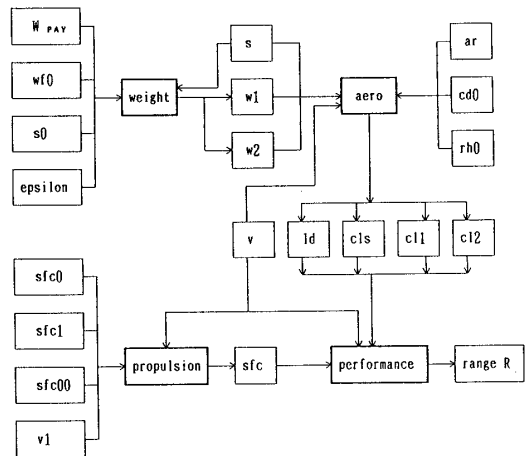 W PAY
s
ar
wf0
weight
w1
aero
cd0
s0
w2
rh0
epsilon
v
ld
cls
cl1
cl2
sfc0
sfc1
propulsion
sfc
performance
range R
sfc00
v1